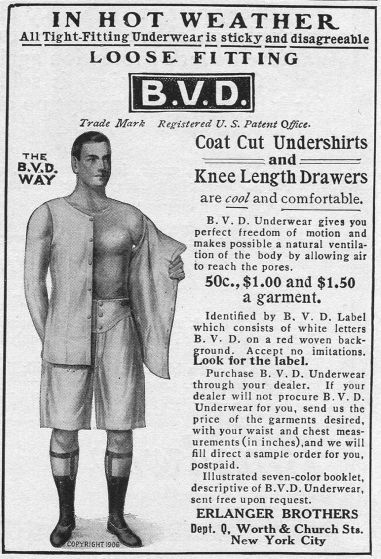 IN HOT WEATHER
All Tight-Fitting Underwear is sticky and disagreeable
LOOSE FITTING
B.V.D.
Trade Mark Registered U. S. Patent Office.
THE
B.V.D.
WAY
Coat Cut Undershirts
and
Knee Length Drawers
are cool and comfortable.
B. V. D. Underwear gives you
perfect freedom of motion and
makes possible a natural ventila-
tion of the body by allowing air
to reach the pores.
50c., $1.00 and $1.50
a garment.
Identified by B. V. D. Label
which consists of white letters
B. V. D. on a red woven back-
ground. Accept no imitations.
Look for the label.
Purchase B. V. D. Underwear
through your dealer. If your
dealer will not procure B. V. D.
Underwear for you, send us the
price of the garments desired,
with your waist and chest meas-
urements (in inches), and we will
fill direct a sample order for you,
postpaid.
Illustrated seven-color booklet,
descriptive of B.V.D. Underwear,
sent free upon request.
ERLANGER BROTHERS
Dept. Q, Worth & Church Sts.
New York City
COPYRIGHT 1906